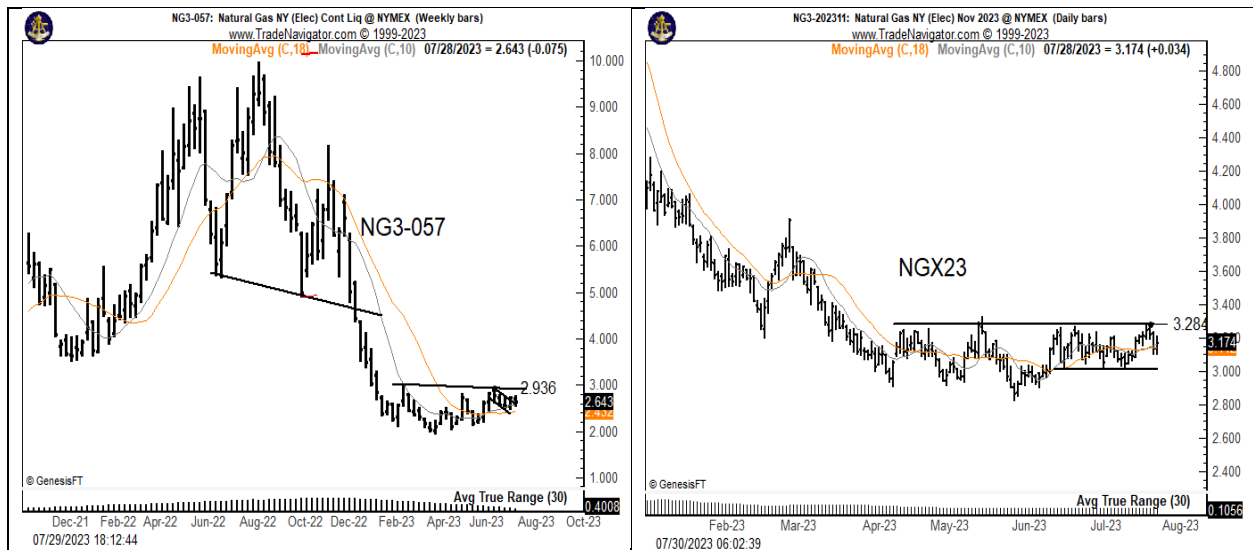 NG3-057: Natural Gas NY (Elec) Cont Liq @ NYMEX (Weekly bars)
www.TradeNavigator.com © 1999-2023
MovingAvg (C,18) MovingAvg (C,10) 07/28/2023 = 2.643 (-0.075)
10.000
9.000
8.000
7.000
6.000
5.000
4.000
3.000
2.000
1.000
NG3-057
2.936
2.643
2.432
© GenesisFT
Avg True Range (30)
0.4008
Dec-21 Feb-22 Apr-22 Jun-22 Aug-22 Oct-22 Dec-22 Feb-23 Apr-23 Jun-23 Aug-23 Oct-23
07/29/2023 18:12:44
NG3-202311: Natural Gas NY (Elec) Nov 2023 @ NYMEX (Daily bars)
www.TradeNavigator.com © 1999-2023
MovingAvg (C,18) MovingAvg (C,10) 07/28/2023 = 3.174 (+0.034)
4.800
4.600
4.400
4.200
4.000
3.800
3.600
3.400
3.284
3.174
3.000
2.800
2.600
2.400
NGX23
© GenesisFT
Avg True Range (30)
0.1056
Feb-23 Mar-23 Apr-23 May-23 Jun-23 Jul-23 Aug-23
07/30/2023 06:02:39